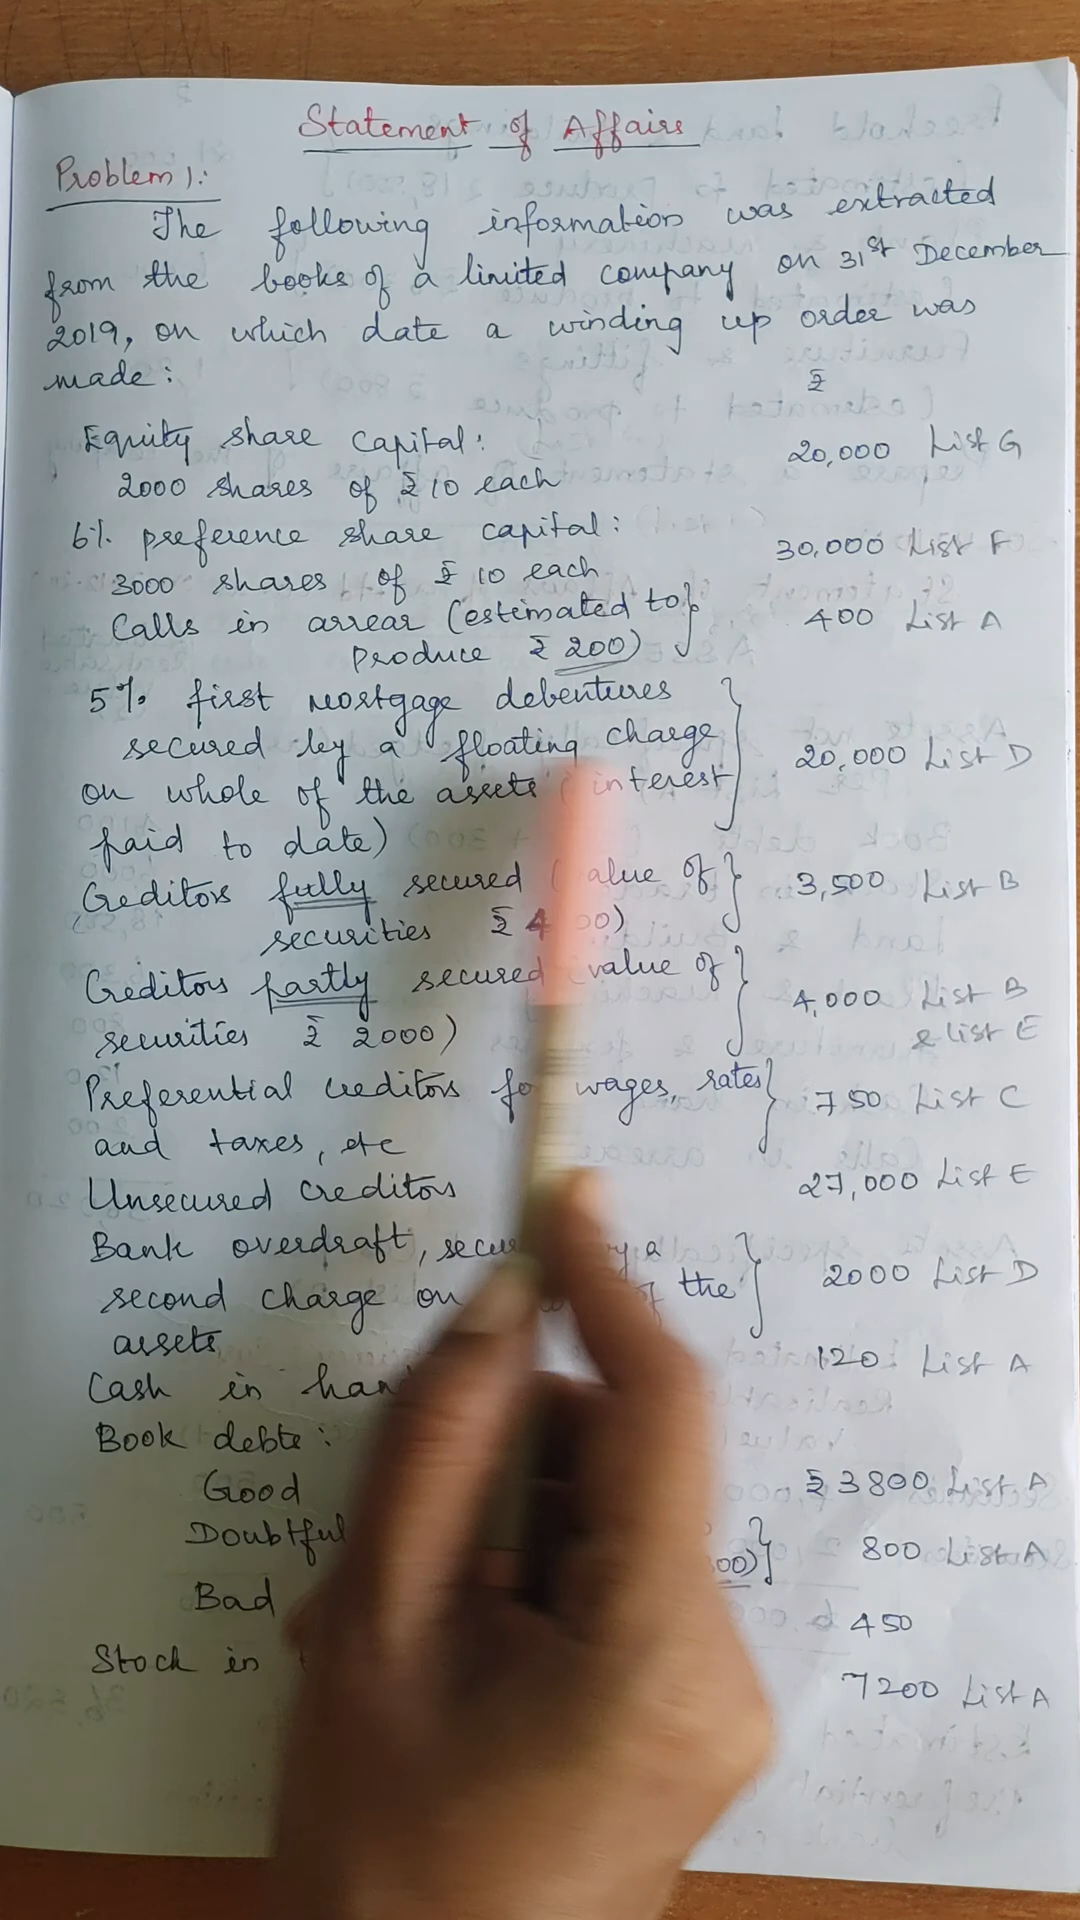 Statement of Affairs
Problem 1:
The following information was extracted
from the books of a limited company on 31st December
2019, on which date a winding up order was
made:
₹
Equity share capital:
2000 shares of ₹ 10 each 20,000 List G
6% preference share capital:
3000 shares of ₹ 10 each 30,000 List F
Calls in arrear (estimated to
produce ₹ 200) 400 List A
5% first mortgage debentures
secured by a floating charge
on whole of the assets (interest 20,000 List D
paid to date)
Creditors fully secured (value of 3,500 List B
securities ₹ 4
Creditors partly secured (value of
securities ₹ 2000) 4,000 List B
& List E
Preferential creditors for wages, rates
and taxes, etc 750 List C
Unsecured creditors 27,000 List E
Bank overdraft, a
second charge on the 2000 List D
assets
Cash in 120 List A
Book debts:
Good ₹ 3800 List A
Doubtful 800 List A
Bad 450
Stock in 7200 List A